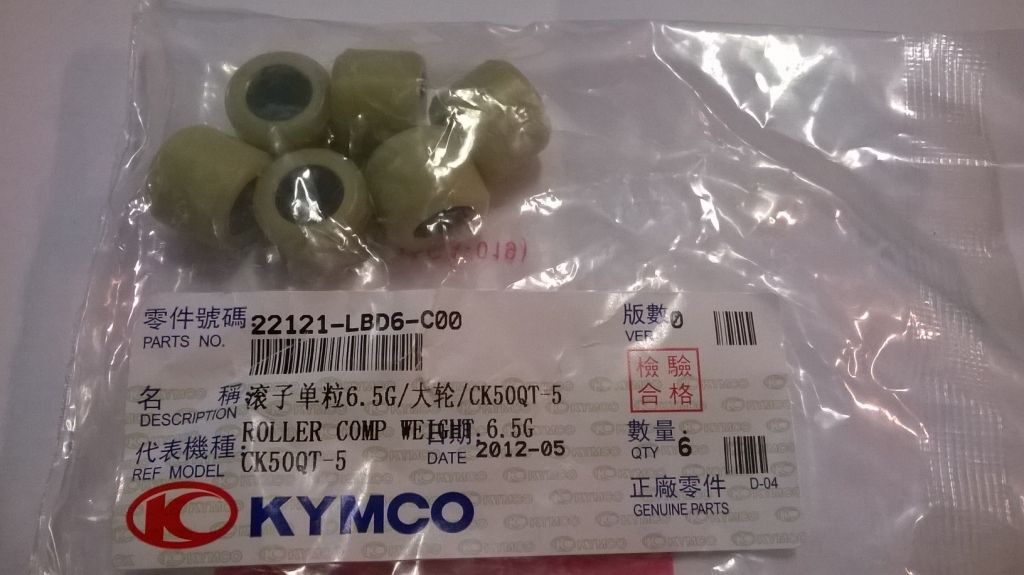 零件號碼 22121-LBD6-C00
PARTS NO.
版數 0
VER
檢驗
合格
名 稱 滚子单粒6.5G/大轮/CK50QT-5
DESCRIPTION
ROLLER COMP WEIGHT.6.5G
代表機種:
REF MODEL
CK50QT-5
日期:
DATE 2012-05
數量
QTY 6
正廠零件 D-04
GENUINE PARTS
KYMCO